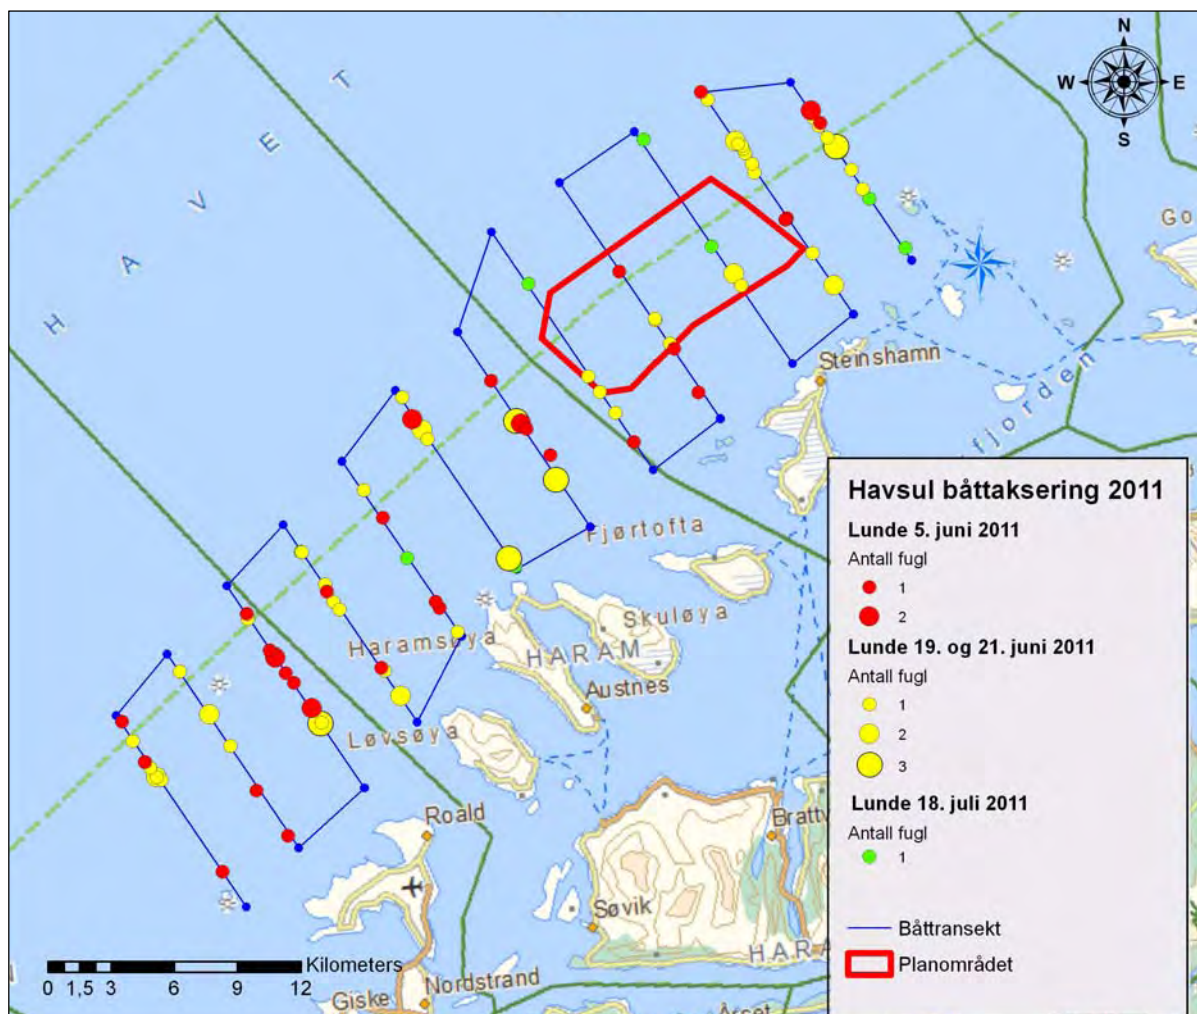 N
W E
S
H A V E T
Go
Steinshamn
fjorden
Fjørtofta
Skuløya
Haramsøya
HARAM
Austnes
Løvsøya
Roald
Brattv
Søvik
HARA
Nordstrand
Giske
Årset
Kilometers
0 1,5 3 6 9 12
Havsul båttaksering 2011
Lunde 5. juni 2011
Antall fugl
1
2
Lunde 19. og 21. juni 2011
Antall fugl
1
2
3
Lunde 18. juli 2011
Antall fugl
1
Båttransekt
Planområdet